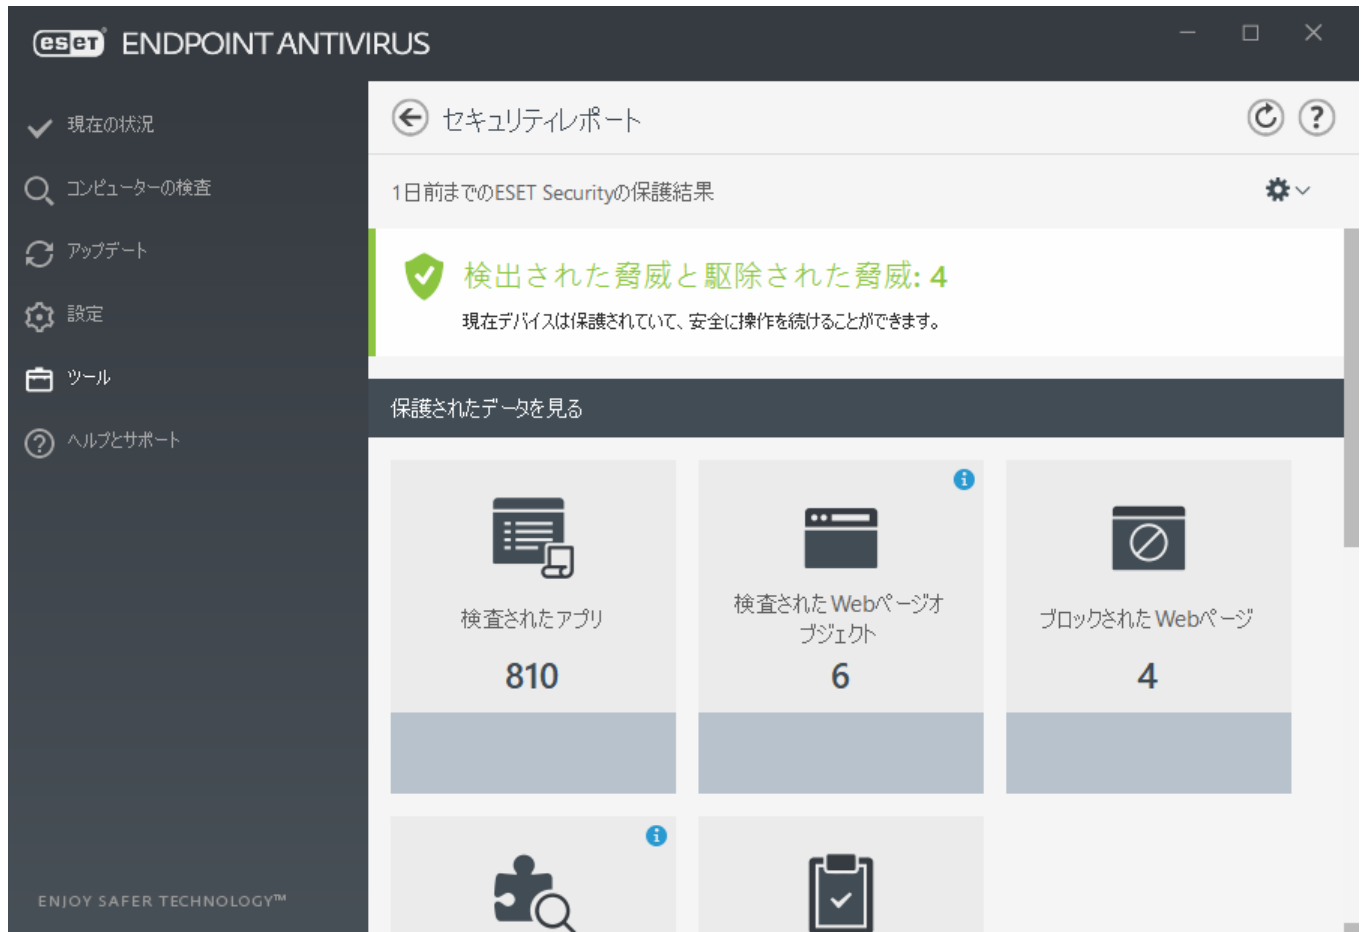 eset ENDPOINT ANTIVIRUS
現在の状況
コンピューターの検査
アップデート
設定
ツール
ヘルプとサポート
ENJOY SAFER TECHNOLOGY™
セキュリティレポート
1日前までのESET Securityの保護結果
検出された脅威と駆除された脅威: 4
現在デバイスは保護されていて、安全に操作を続けることができます。
保護されたデータを見る
検査されたアプリ
810
検査されたWebページオ
ブジェクト
6
ブロックされたWebページ
4